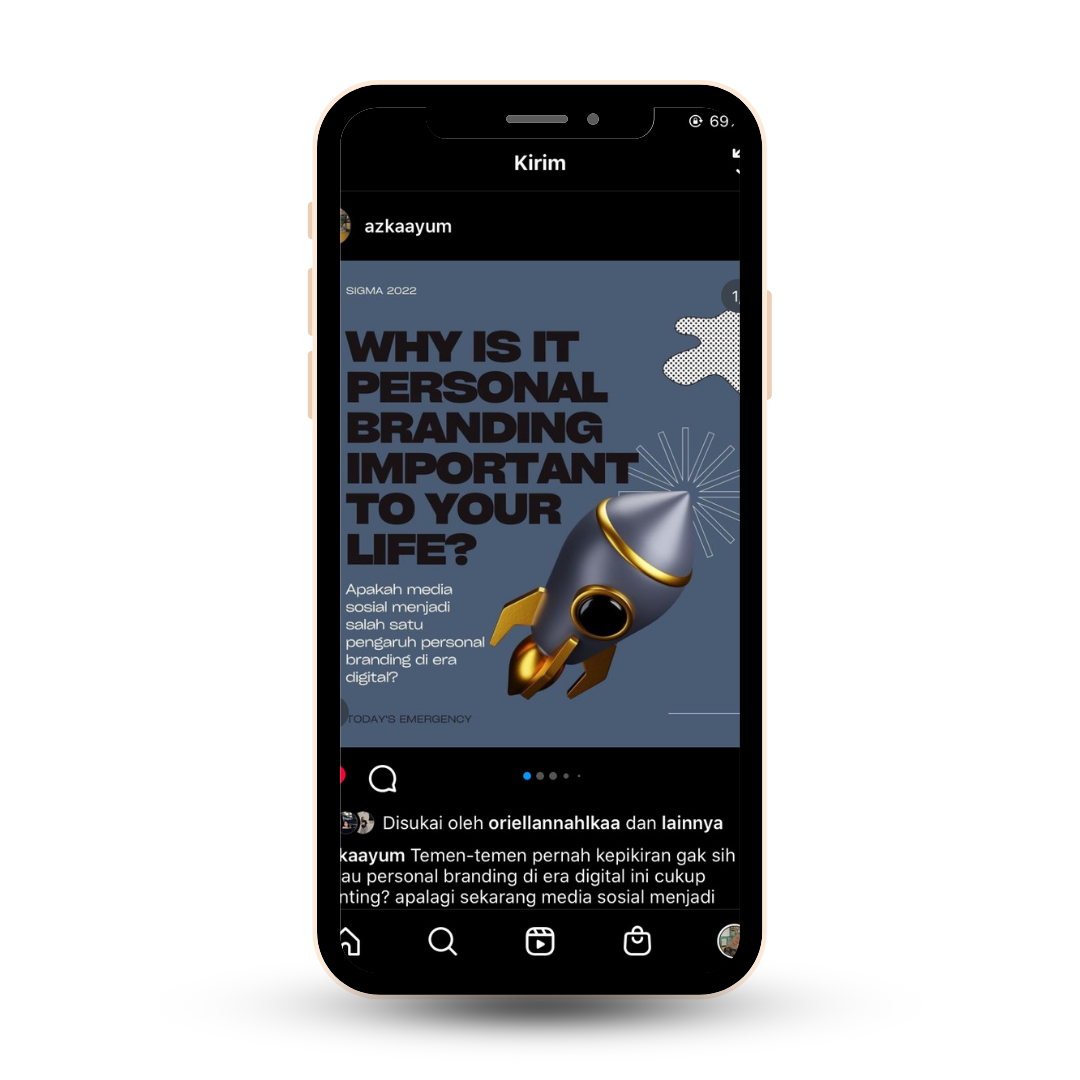 69
Kirim
azkaayum
SIGMA 2022
1
WHY IS IT
PERSONAL
BRANDING
IMPORTANT
TO YOUR
LIFE?
Apakah media
sosial menjadi
salah satu
pengaruh personal
branding di era
digital?
TODAY'S EMERGENCY
Disukai oleh oriellannahlkaa dan lainnya
kaayum Temen-temen pernah kepikiran gak sih
au personal branding di era digital ini cukup
nting? apalagi sekarang media sosial menjadi